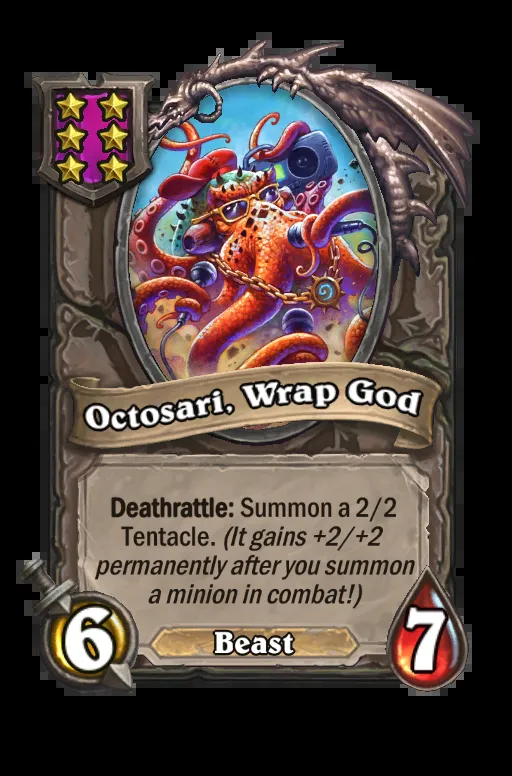 Octosari, Wrap God
Deathrattle: Summon a 2/2
Tentacle. (It gains +2/+2
permanently after you summon
a minion in combat!)
6
Beast
7